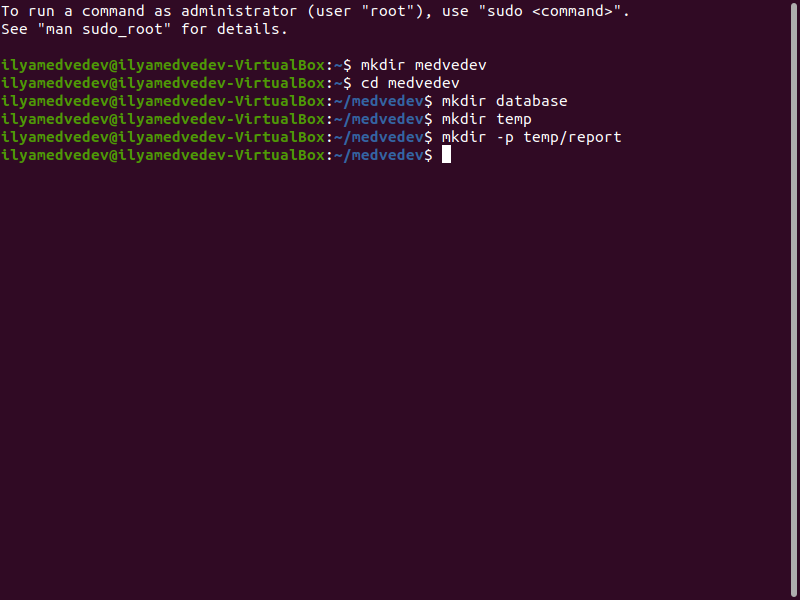 To run a command as administrator (user "root"), use "sudo <command>".
See "man sudo_root" for details.
ilyamedvedev@ilyamedvedev-VirtualBox:~$ mkdir medvedev
ilyamedvedev@ilyamedvedev-VirtualBox:~$ cd medvedev
ilyamedvedev@ilyamedvedev-VirtualBox:~/medvedev$ mkdir database
ilyamedvedev@ilyamedvedev-VirtualBox:~/medvedev$ mkdir temp
ilyamedvedev@ilyamedvedev-VirtualBox:~/medvedev$ mkdir -p temp/report
ilyamedvedev@ilyamedvedev-VirtualBox:~/medvedev$